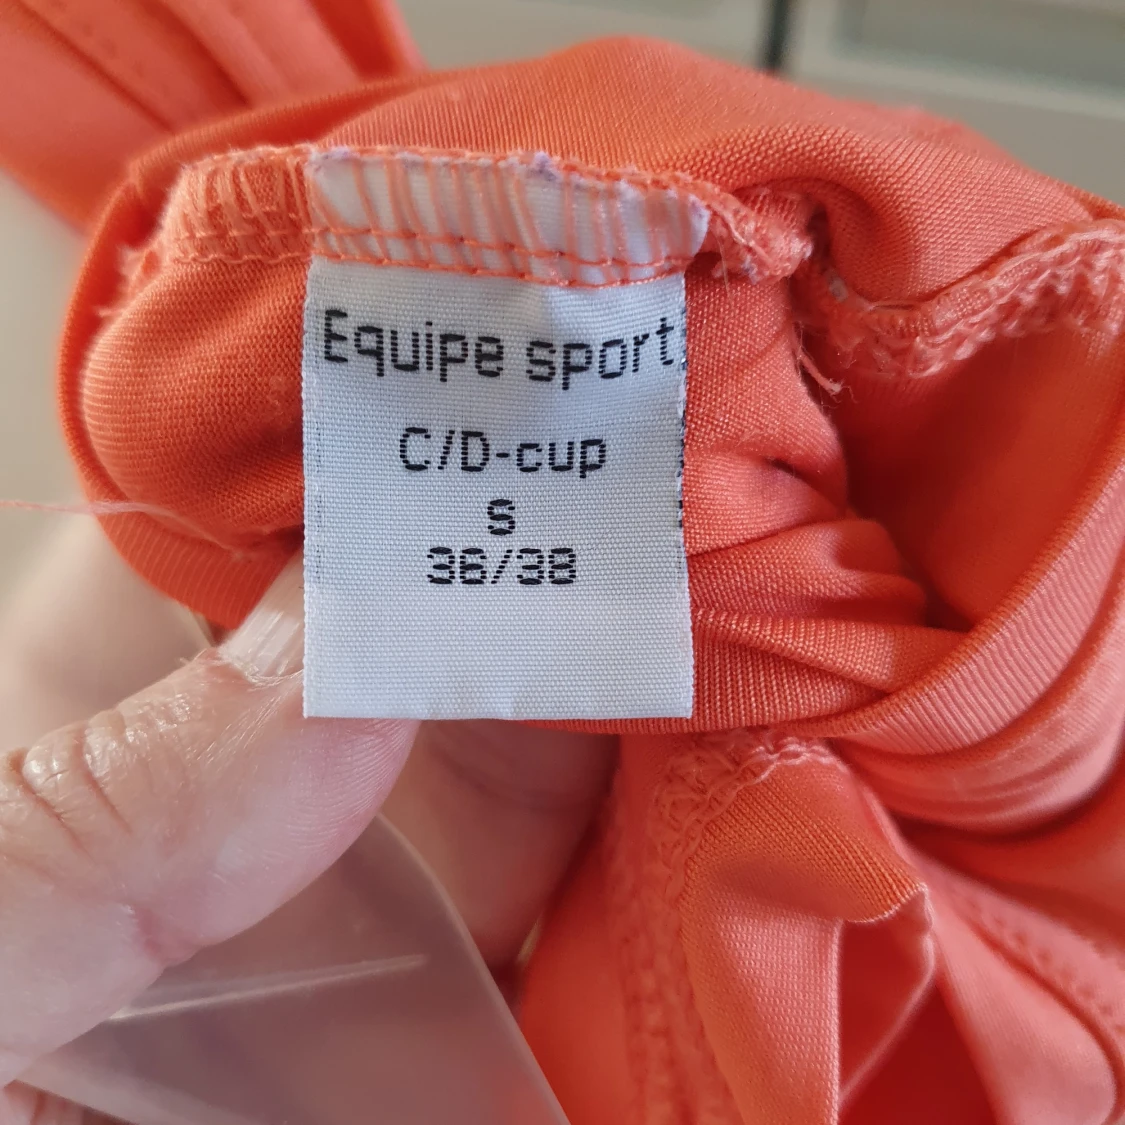 Equipe sport
C/D-cup
S
36/38